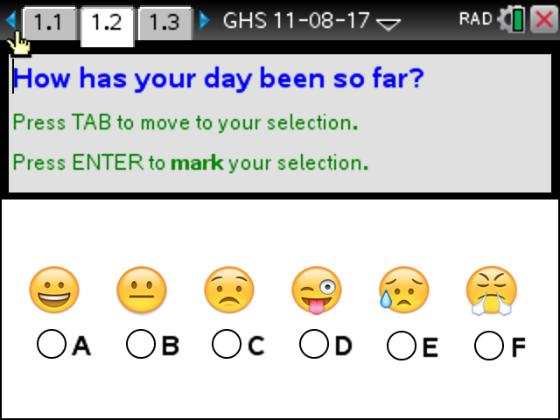 1.1 1.2 1.3 GHS 11-08-17 RAD
How has your day been so far?
Press TAB to move to your selection.
Press ENTER to mark your selection.
A B C D E F